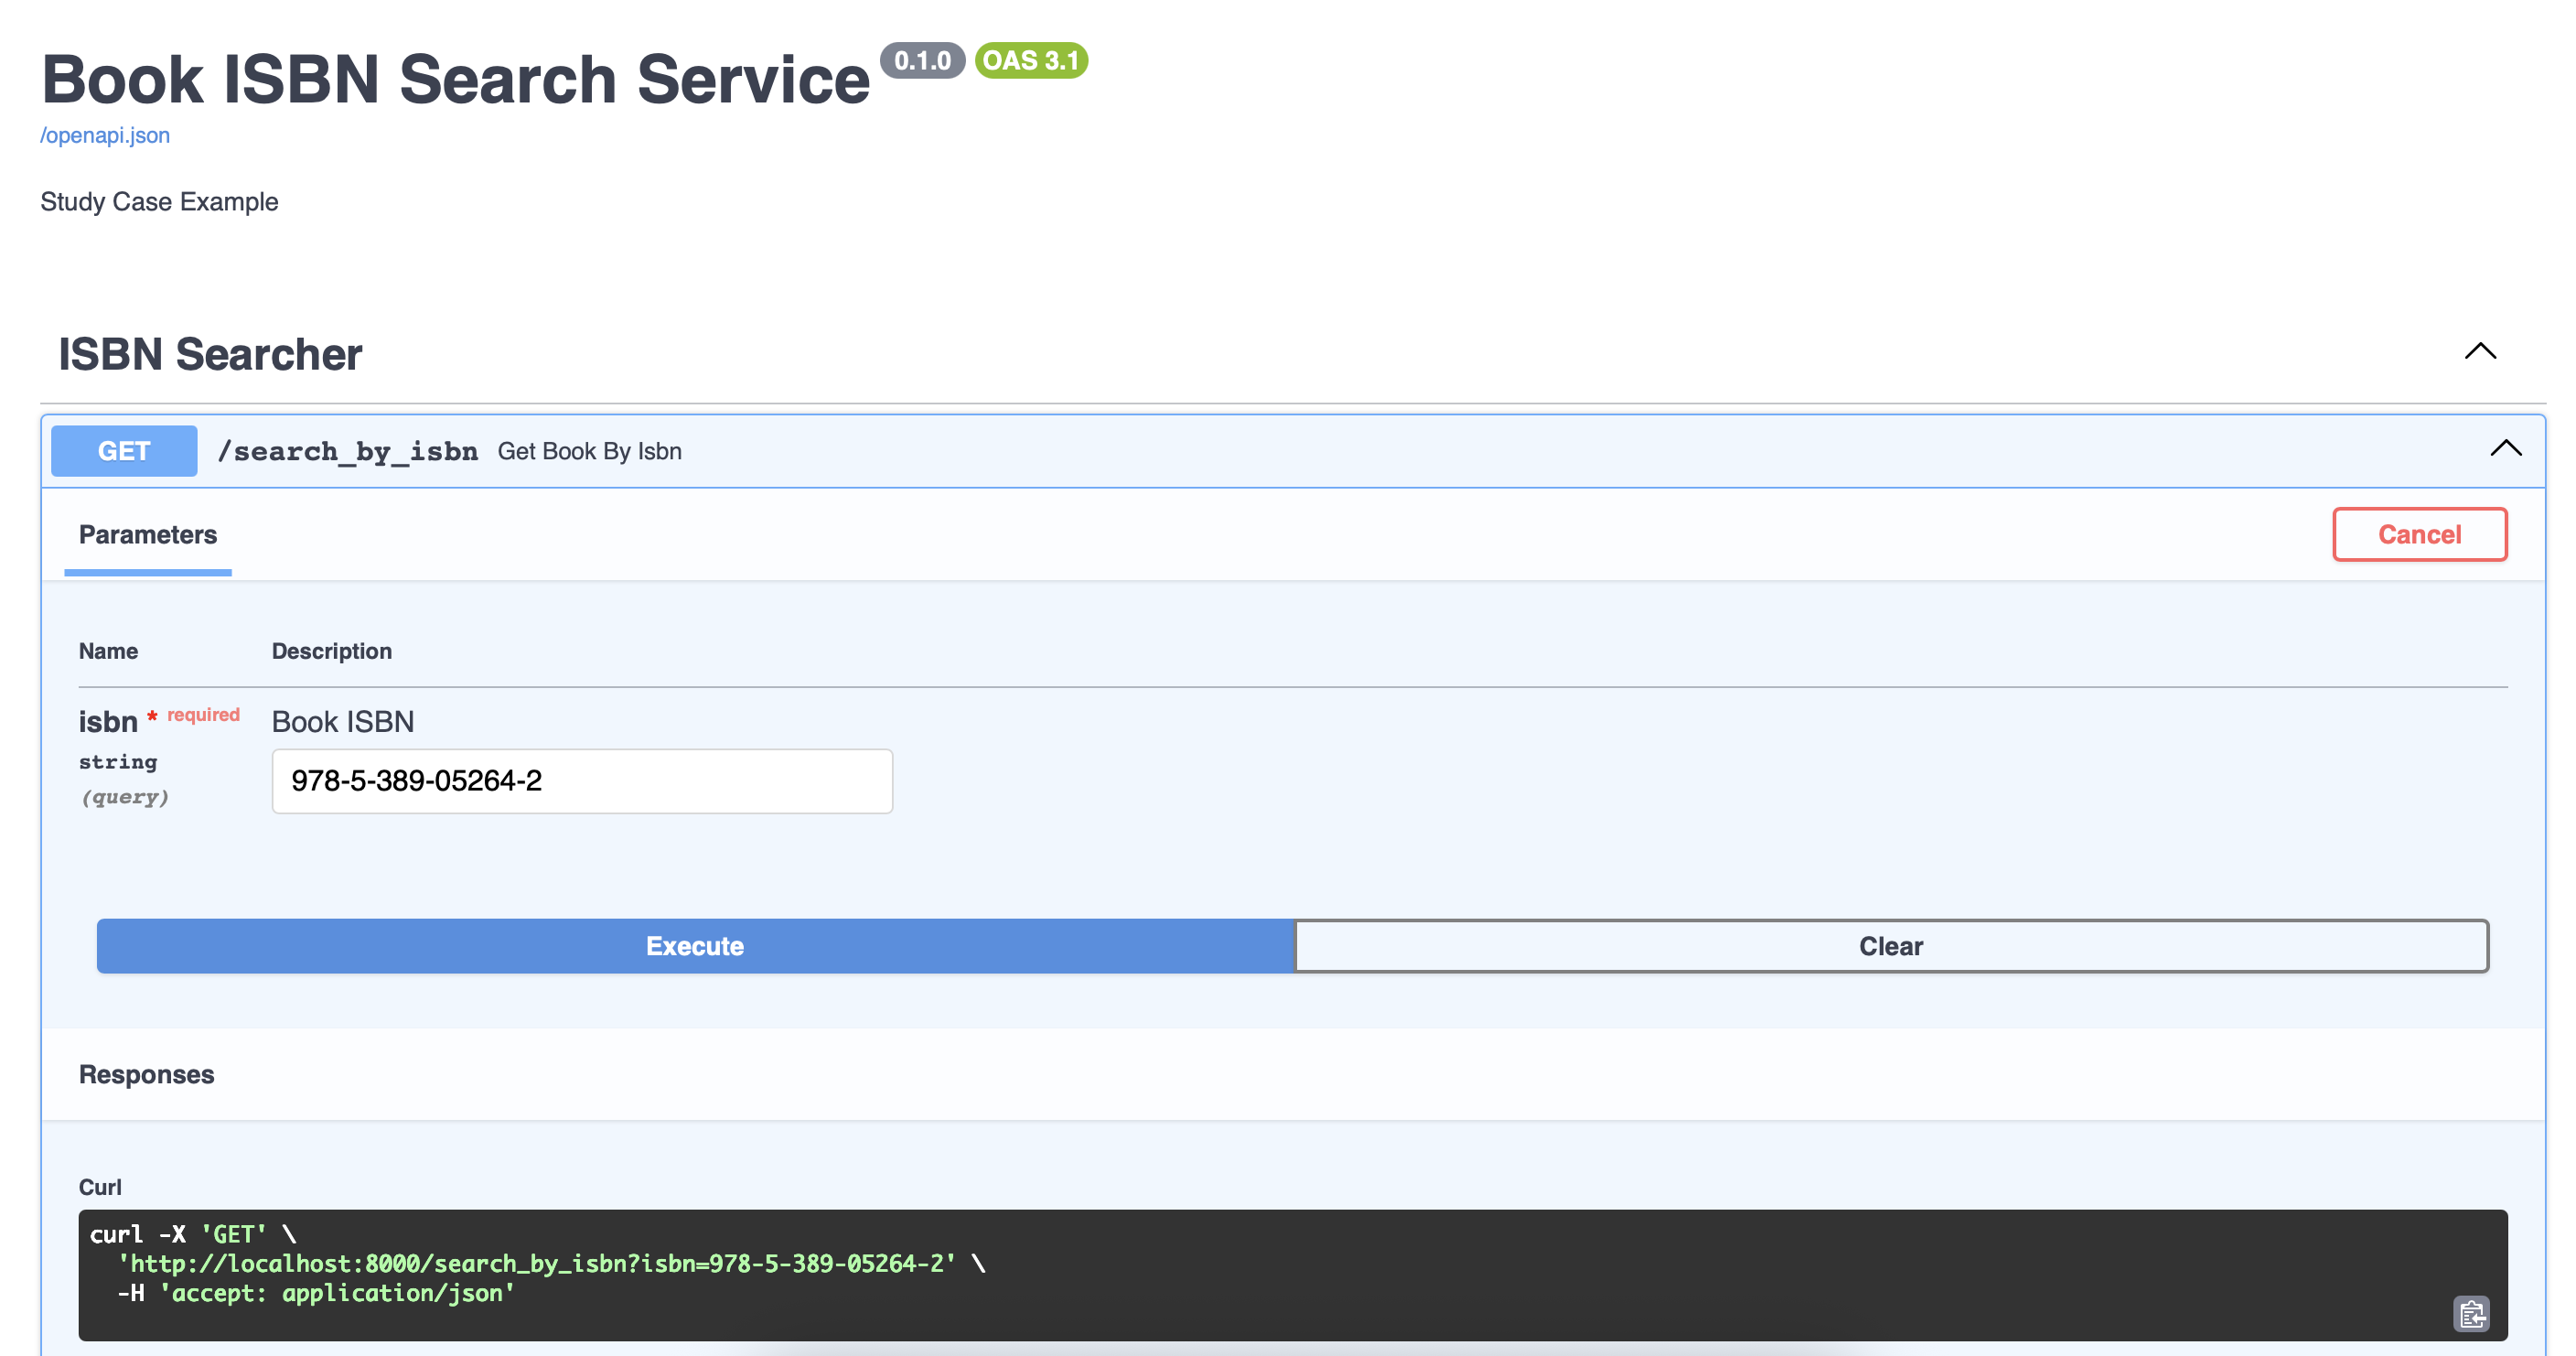 Book ISBN Search Service 0.1.0 OAS 3.1
/openapi.json
Study Case Example
ISBN Searcher
GET /search_by_isbn Get Book By Isbn
Parameters Cancel
Name Description
isbn * required Book ISBN
string
(query)
978-5-389-05264-2
Execute Clear
Responses
Curl
curl -X 'GET' \
'http://localhost:8000/search_by_isbn?isbn=978-5-389-05264-2' \
-H 'accept: application/json'